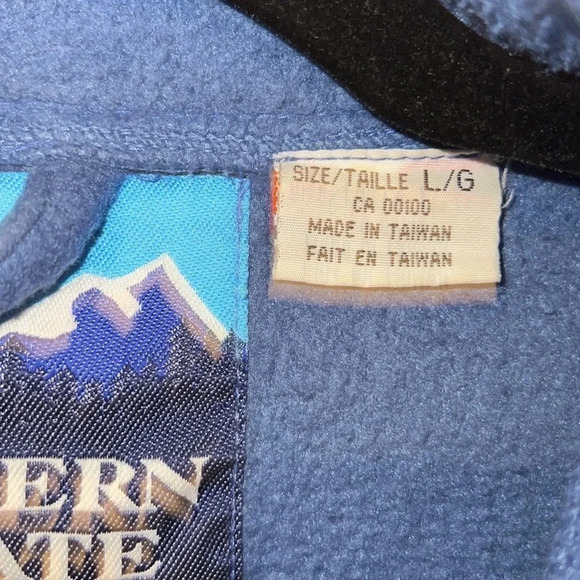 SIZE/TAILLE L/G
CA 00100
MADE IN TAIWAN
FAIT EN TAIWAN
ERN
ATE